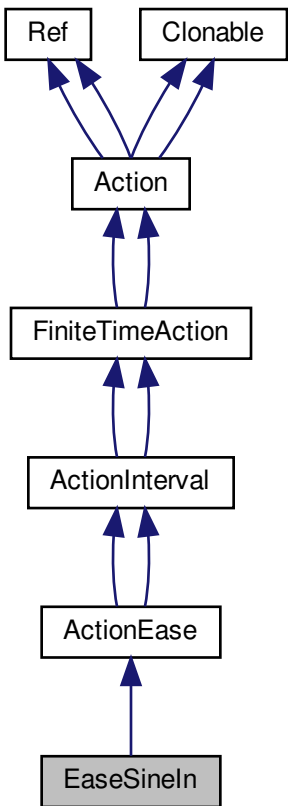 Ref
Clonable
Action
FiniteTimeAction
ActionInterval
ActionEase
EaseSineIn